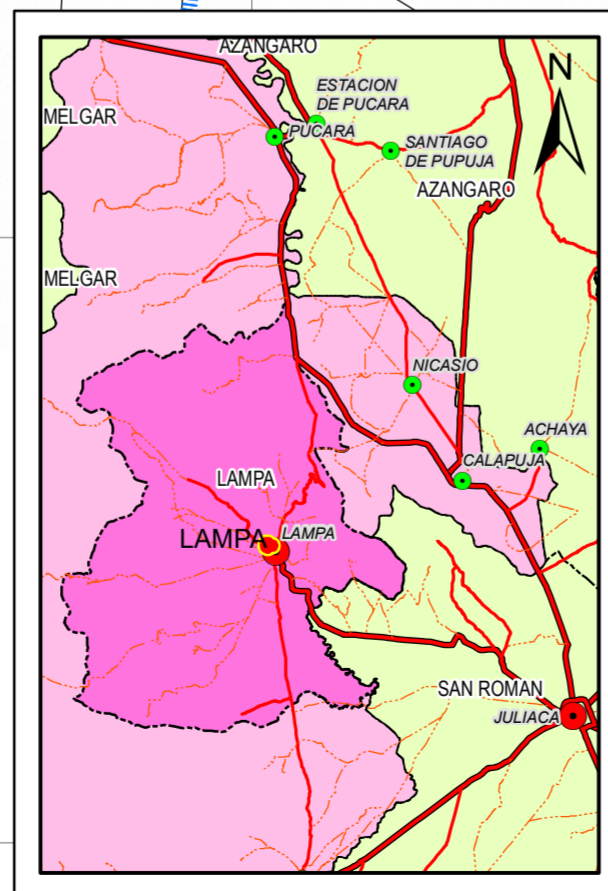 AZANGARO
N
ESTACION
DE PUCARA
MELGAR
PUCARA
SANTIAGO
DE PUPUJA
AZANGARO
MELGAR
NICASIO
ACHAYA
CALAPUJA
LAMPA
LAMPA
LAMPA
SAN ROMAN
JULIACA